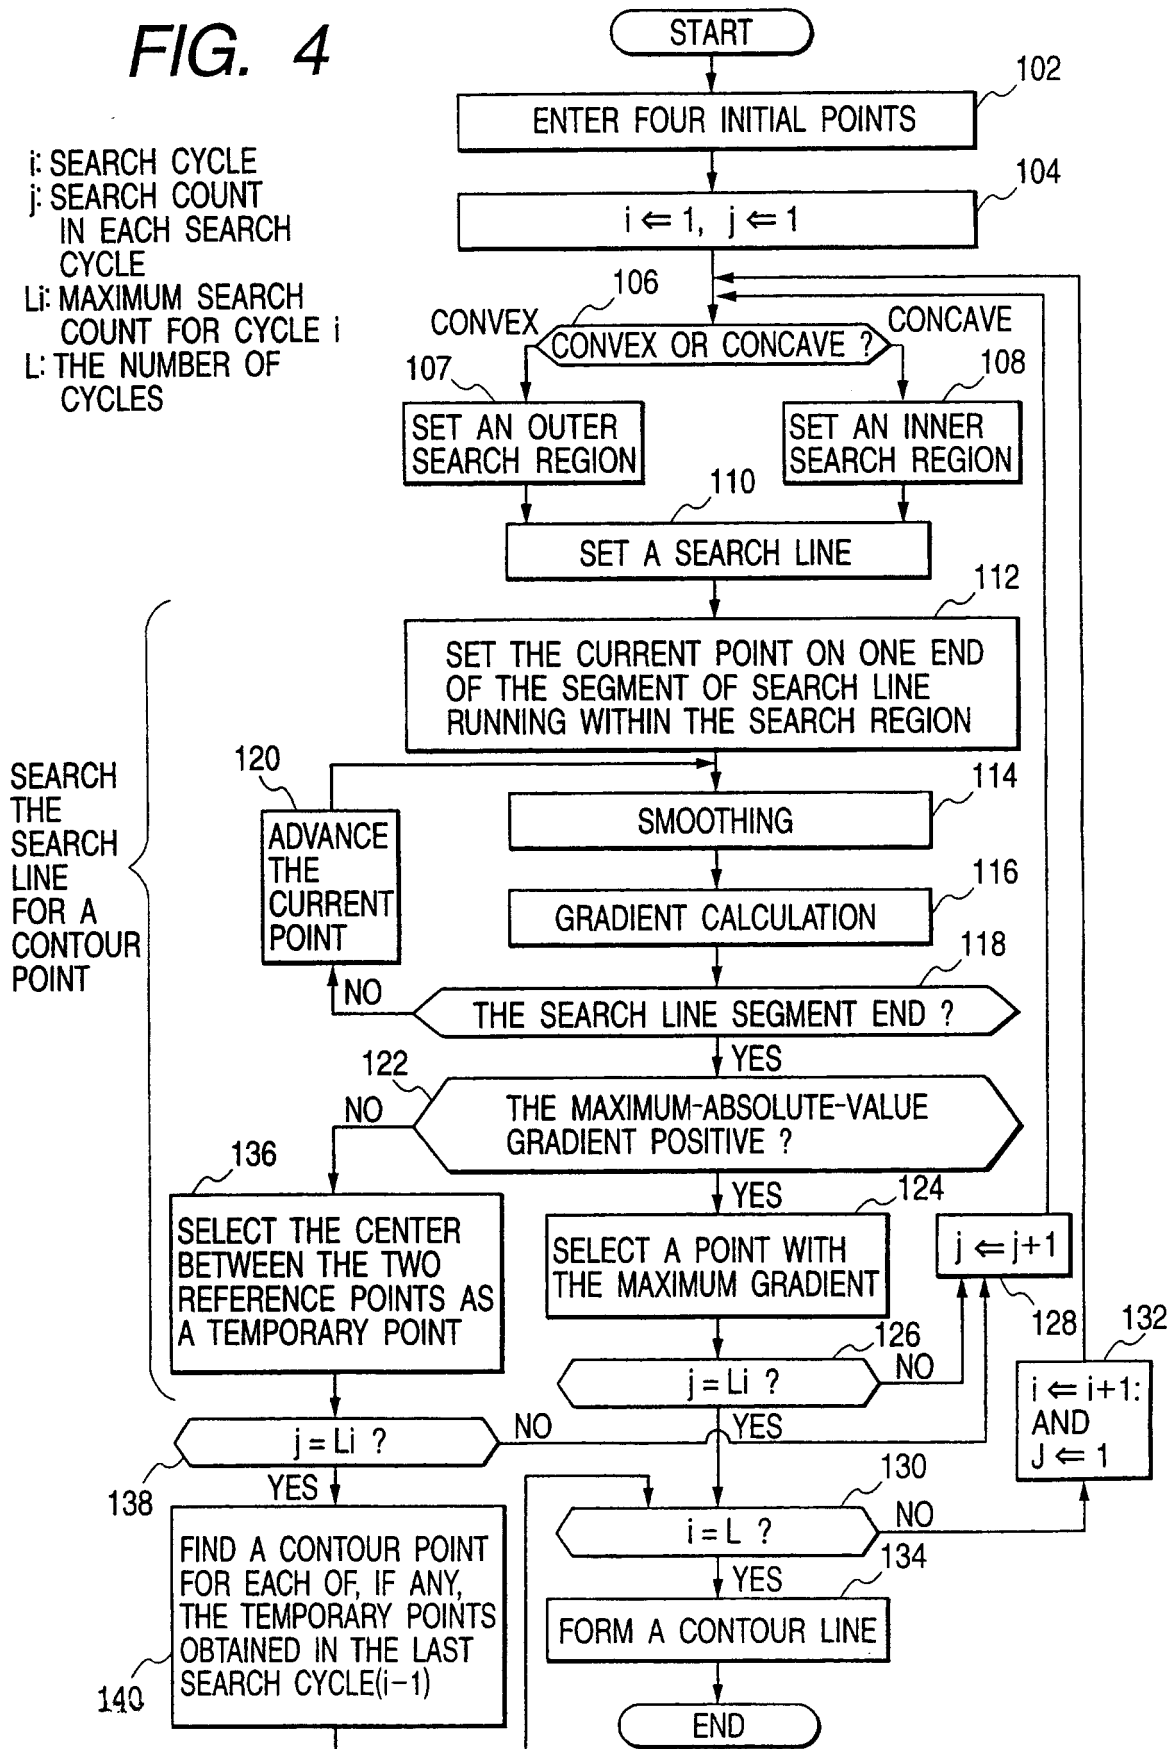 FIG. 4
START
102
ENTER FOUR INITIAL POINTS
i: SEARCH CYCLE
j: SEARCH COUNT
IN EACH SEARCH
CYCLE
Li: MAXIMUM SEARCH
COUNT FOR CYCLE i
L: THE NUMBER OF
CYCLES
104
i ⇐ 1, j ⇐ 1
106
CONVEX
CONCAVE
CONVEX OR CONCAVE ?
107
108
SET AN OUTER
SEARCH REGION
SET AN INNER
SEARCH REGION
110
SET A SEARCH LINE
112
SET THE CURRENT POINT ON ONE END
OF THE SEGMENT OF SEARCH LINE
RUNNING WITHIN THE SEARCH REGION
SEARCH
THE
SEARCH
LINE
FOR A
CONTOUR
POINT
120
ADVANCE
THE
CURRENT
POINT
114
SMOOTHING
116
GRADIENT CALCULATION
118
NO
THE SEARCH LINE SEGMENT END ?
YES
122
NO
THE MAXIMUM-ABSOLUTE-VALUE
GRADIENT POSITIVE ?
YES
136
SELECT THE CENTER
BETWEEN THE TWO
REFERENCE POINTS AS
A TEMPORARY POINT
124
SELECT A POINT WITH
THE MAXIMUM GRADIENT
j ⇐ j+1
128
126
j = Li ?
NO
YES
132
i ⇐ i+1:
AND
J ⇐ 1
j = Li ?
NO
138
YES
130
i = L ?
NO
YES
134
FORM A CONTOUR LINE
FIND A CONTOUR POINT
FOR EACH OF, IF ANY,
THE TEMPORARY POINTS
OBTAINED IN THE LAST
SEARCH CYCLE(i-1)
140
END